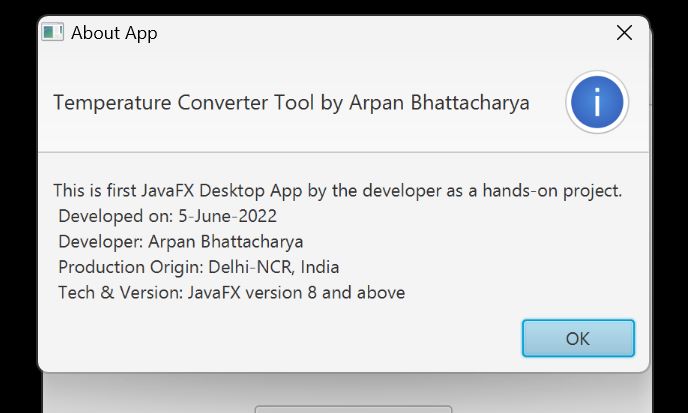 About App
Temperature Converter Tool by Arpan Bhattacharya
This is first JavaFX Desktop App by the developer as a hands-on project.
Developed on: 5-June-2022
Developer: Arpan Bhattacharya
Production Origin: Delhi-NCR, India
Tech & Version: JavaFX version 8 and above
OK